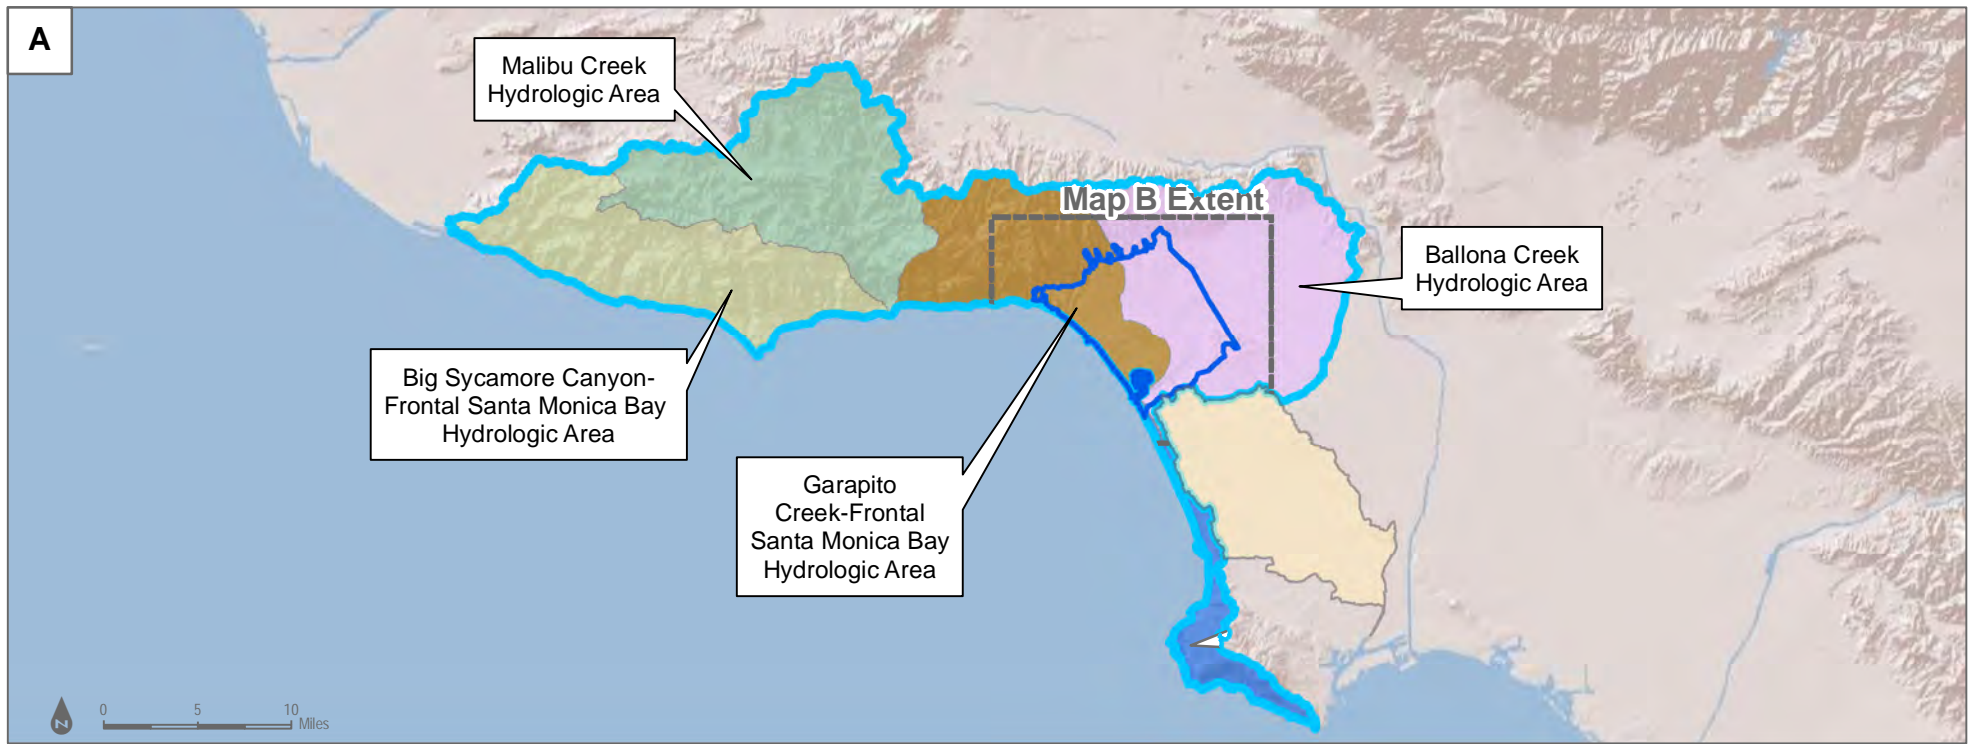 A
Malibu Creek
Hydrologic Area
Map B Extent
Ballona Creek
Hydrologic Area
Big Sycamore Canyon-
Frontal Santa Monica Bay
Hydrologic Area
Garapito
Creek-Frontal
Santa Monica Bay
Hydrologic Area
N
0 5 10
Miles